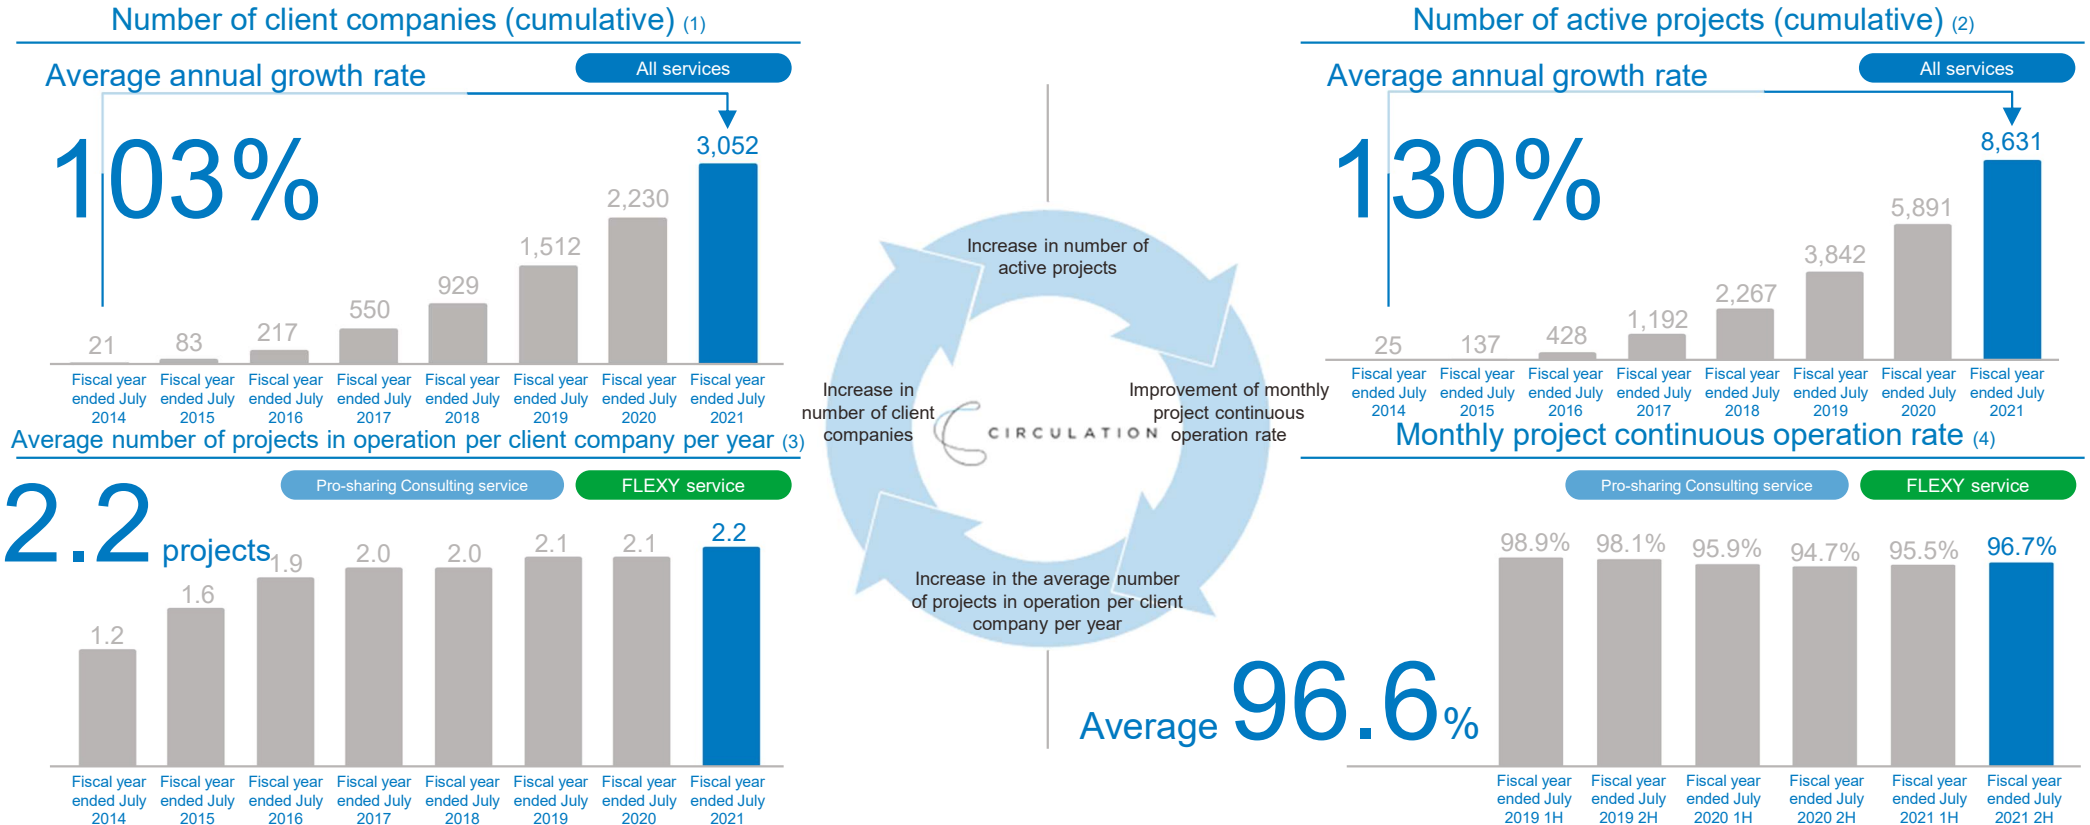 Number of client companies (cumulative) (1)
Average annual growth rate
All services
103%
21
83
217
550
929
1,512
2,230
3,052
Fiscal year Fiscal year Fiscal year Fiscal year Fiscal year Fiscal year Fiscal year Fiscal year
ended July ended July ended July ended July ended July ended July ended July ended July
2014 2015 2016 2017 2018 2019 2020 2021
Number of active projects (cumulative) (2)
Average annual growth rate
All services
130%
25
137
428
1,192
2,267
3,842
5,891
8,631
Fiscal year Fiscal year Fiscal year Fiscal year Fiscal year Fiscal year Fiscal year Fiscal year
ended July ended July ended July ended July ended July ended July ended July ended July
2014 2015 2016 2017 2018 2019 2020 2021
Increase in number of
active projects
Increase in
number of client
companies
CIRCULATION
Improvement of monthly
project continuous
operation rate
Increase in the average number
of projects in operation per client
company per year
Average number of projects in operation per client company per year (3)
Pro-sharing Consulting service
FLEXY service
2.2 projects
1.2
1.6
1.9
2.0
2.0
2.1
2.1
2.2
Fiscal year Fiscal year Fiscal year Fiscal year Fiscal year Fiscal year Fiscal year Fiscal year
ended July ended July ended July ended July ended July ended July ended July ended July
2014 2015 2016 2017 2018 2019 2020 2021
Monthly project continuous operation rate (4)
Pro-sharing Consulting service
FLEXY service
Average 96.6%
98.9%
98.1%
95.9%
94.7%
95.5%
96.7%
Fiscal year Fiscal year Fiscal year Fiscal year Fiscal year Fiscal year
ended July ended July ended July ended July ended July ended July
2019 1H 2019 2H 2020 1H 2020 2H 2021 1H 2021 2H